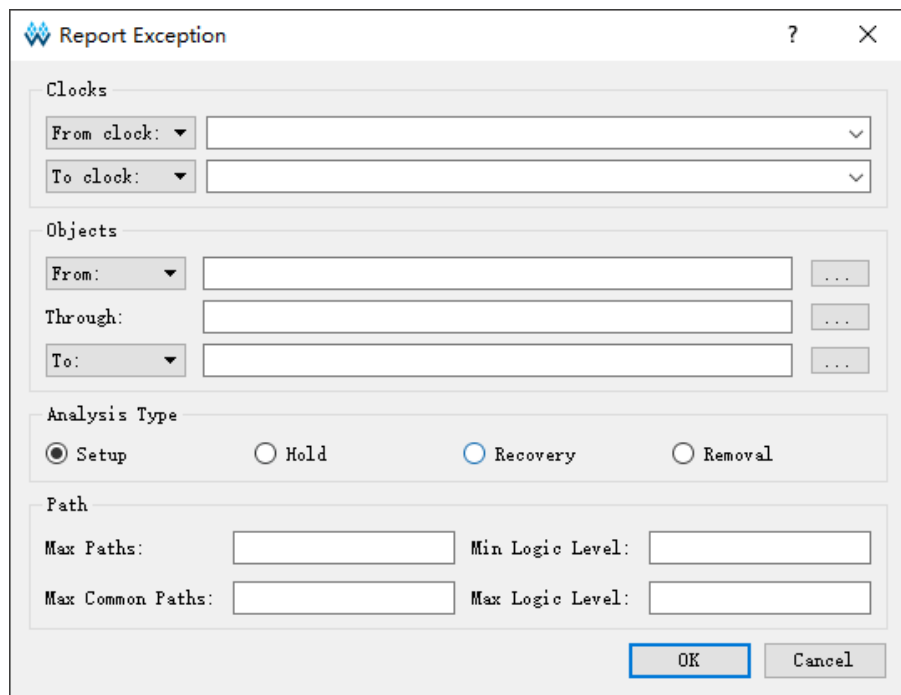 Report Exception ?
Clocks
From clock:
To clock:
Objects
From: ...
Through: ...
To: ...
Analysis Type
Setup Hold Recovery Removal
Path
Max Paths: Min Logic Level:
Max Common Paths: Max Logic Level:
OK Cancel